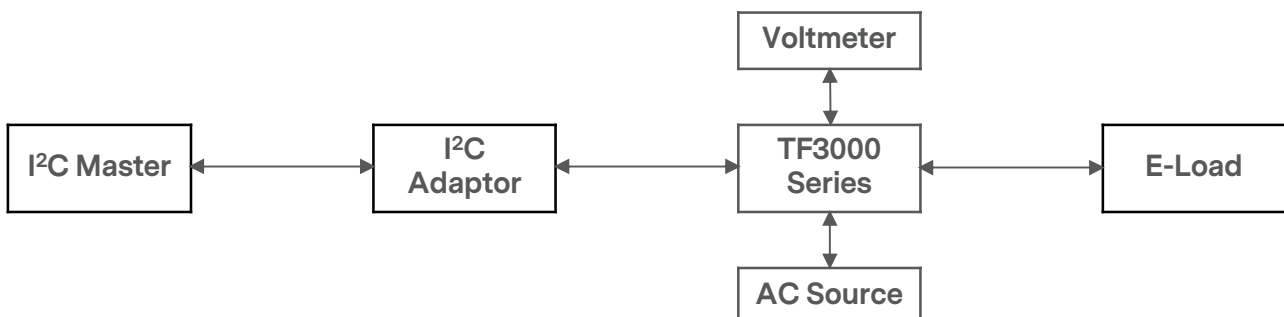 Voltmeter
I²C Master
I²C
Adaptor
TF3000
Series
E-Load
AC Source